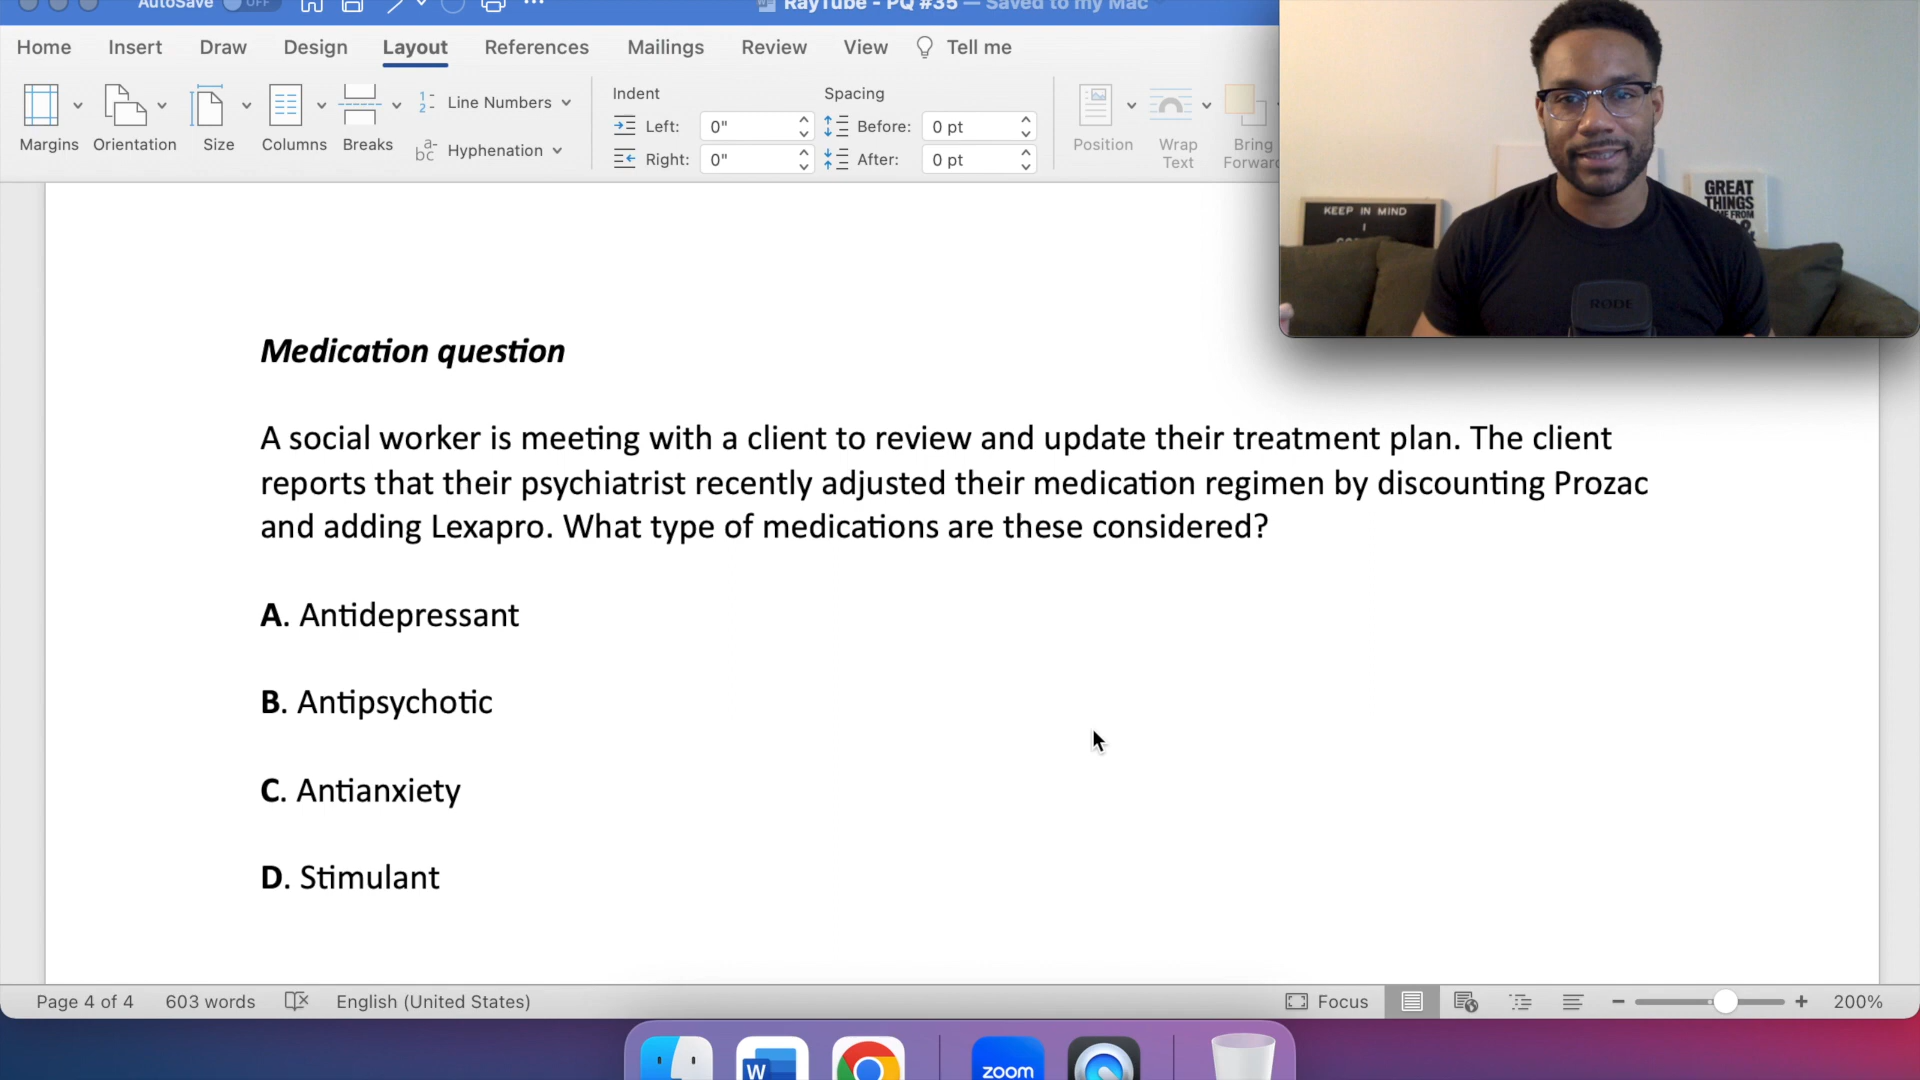 AutoSave OFF
RayTube - PQ #35 — Saved to my Mac
Home Insert Draw Design Layout References Mailings Review View Tell me
Margins Orientation Size Columns Breaks
Line Numbers
Hyphenation
Indent
Left: 0"
Right: 0"
Spacing
Before: 0 pt
After: 0 pt
Position
Wrap
Text
Bring
Forward
KEEP IN MIND
I
GREAT
THINGS
FROM
RØDE
Medication question
A social worker is meeting with a client to review and update their treatment plan. The client
reports that their psychiatrist recently adjusted their medication regimen by discounting Prozac
and adding Lexapro. What type of medications are these considered?
A. Antidepressant
B. Antipsychotic
C. Antianxiety
D. Stimulant
Page 4 of 4 603 words English (United States) Focus 200%
W zoom